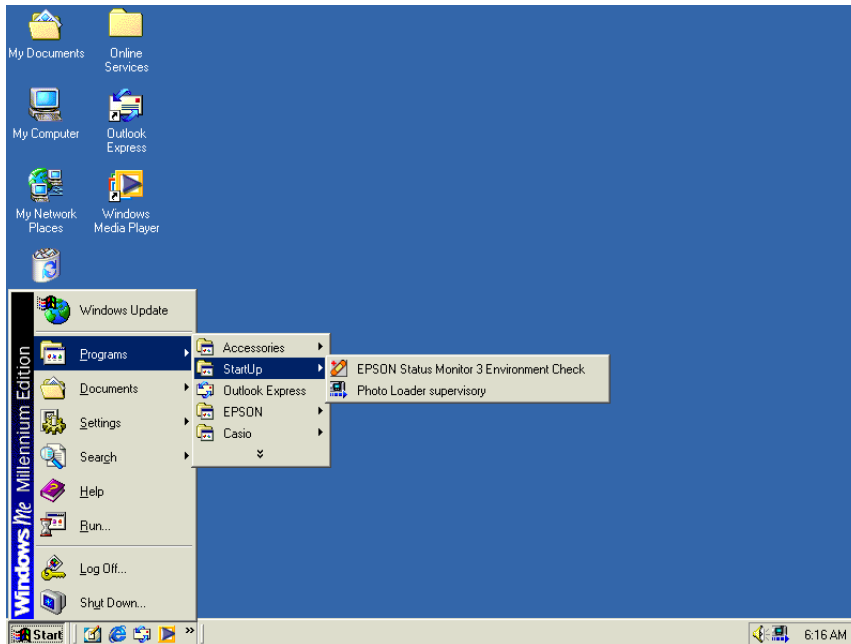 My Documents
Online
Services
My Computer
Outlook
Express
My Network
Places
Windows
Media Player
Windows Me Millennium Edition
Windows Update
Programs
Documents
Settings
Search
Help
Run...
Log Off...
Shut Down...
Accessories
StartUp
Outlook Express
EPSON
Casio
EPSON Status Monitor 3 Environment Check
Photo Loader supervisory
Start
»
6:16 AM